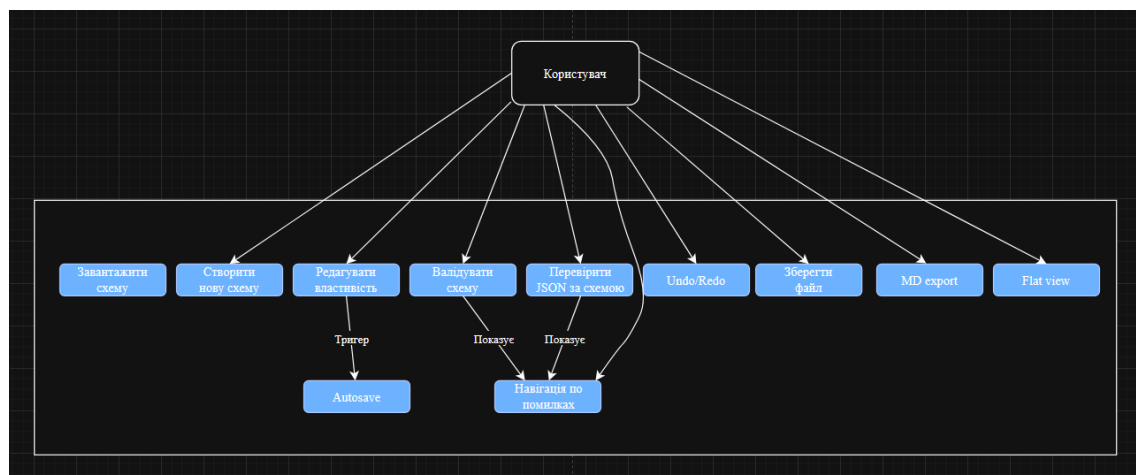 Користувач
Завантажити
схему
Створити
нову схему
Редагувати
властивість
Валідувати
схему
Перевірити
JSON за схемою
Undo/Redo
Зберегти
файл
MD export
Flat view
Тригер
Показує
Показує
Autosave
Навігація по
помилках